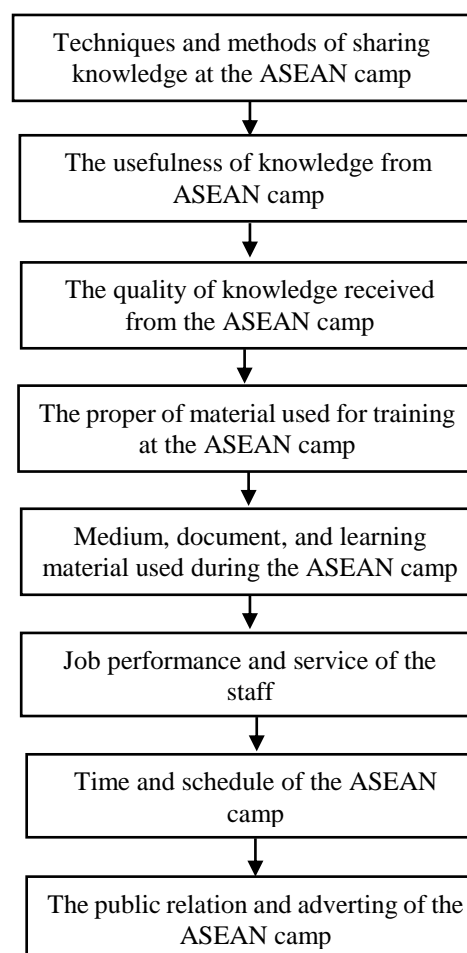 Techniques and methods of sharing
knowledge at the ASEAN camp
The usefulness of knowledge from
ASEAN camp
The quality of knowledge received
from the ASEAN camp
The proper of material used for training
at the ASEAN camp
Medium, document, and learning
material used during the ASEAN camp
Job performance and service of the
staff
Time and schedule of the ASEAN
camp
The public relation and adverting of the
ASEAN camp